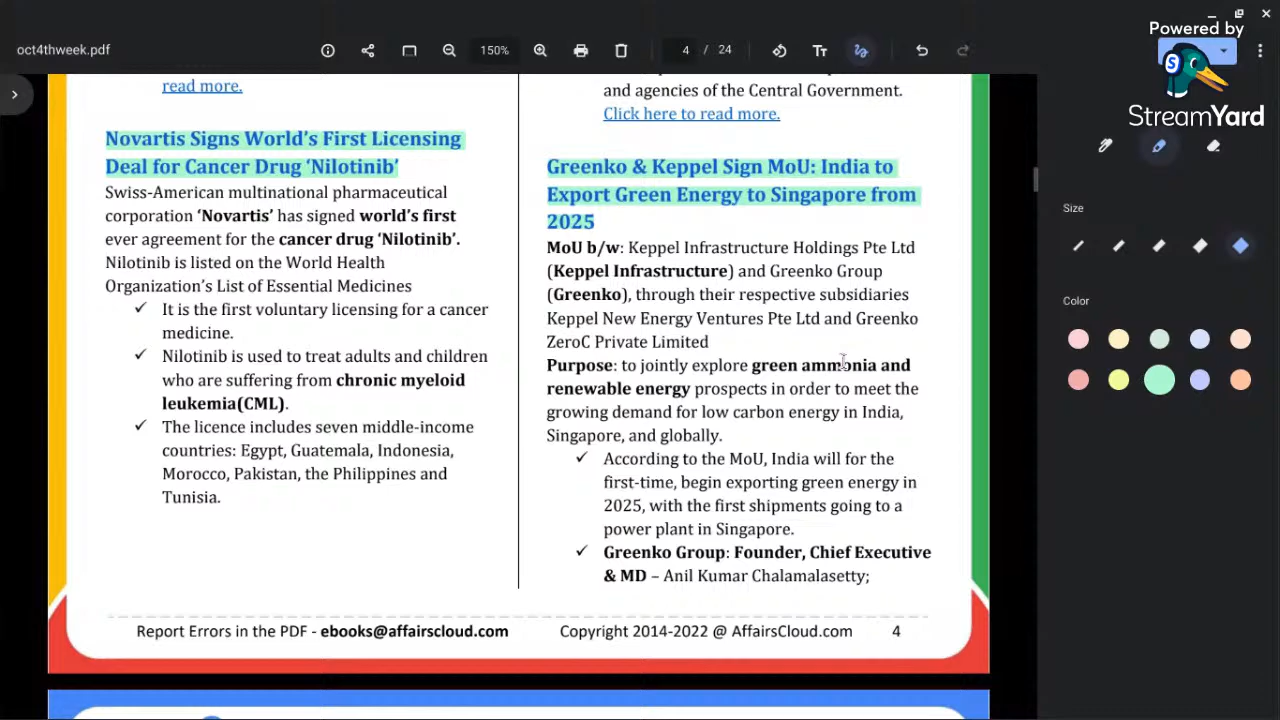 oct4thweek.pdf
150%
4 / 24
Powered by
S
StreamYard
read more.
Novartis Signs World’s First Licensing
Deal for Cancer Drug ‘Nilotinib’
Swiss-American multinational pharmaceutical
corporation ‘Novartis’ has signed world’s first
ever agreement for the cancer drug ‘Nilotinib’.
Nilotinib is listed on the World Health
Organization’s List of Essential Medicines
✓ It is the first voluntary licensing for a cancer
medicine.
✓ Nilotinib is used to treat adults and children
who are suffering from chronic myeloid
leukemia(CML).
✓ The licence includes seven middle-income
countries: Egypt, Guatemala, Indonesia,
Morocco, Pakistan, the Philippines and
Tunisia.
and agencies of the Central Government.
Click here to read more.
Greenko & Keppel Sign MoU: India to
Export Green Energy to Singapore from
2025
MoU b/w: Keppel Infrastructure Holdings Pte Ltd
(Keppel Infrastructure) and Greenko Group
(Greenko), through their respective subsidiaries
Keppel New Energy Ventures Pte Ltd and Greenko
ZeroC Private Limited
Purpose: to jointly explore green ammonia and
renewable energy prospects in order to meet the
growing demand for low carbon energy in India,
Singapore, and globally.
✓ According to the MoU, India will for the
first-time, begin exporting green energy in
2025, with the first shipments going to a
power plant in Singapore.
✓ Greenko Group: Founder, Chief Executive
& MD – Anil Kumar Chalamalasetty;
Report Errors in the PDF - ebooks@affairscloud.com
Copyright 2014-2022 @ AffairsCloud.com
4
Size
Color